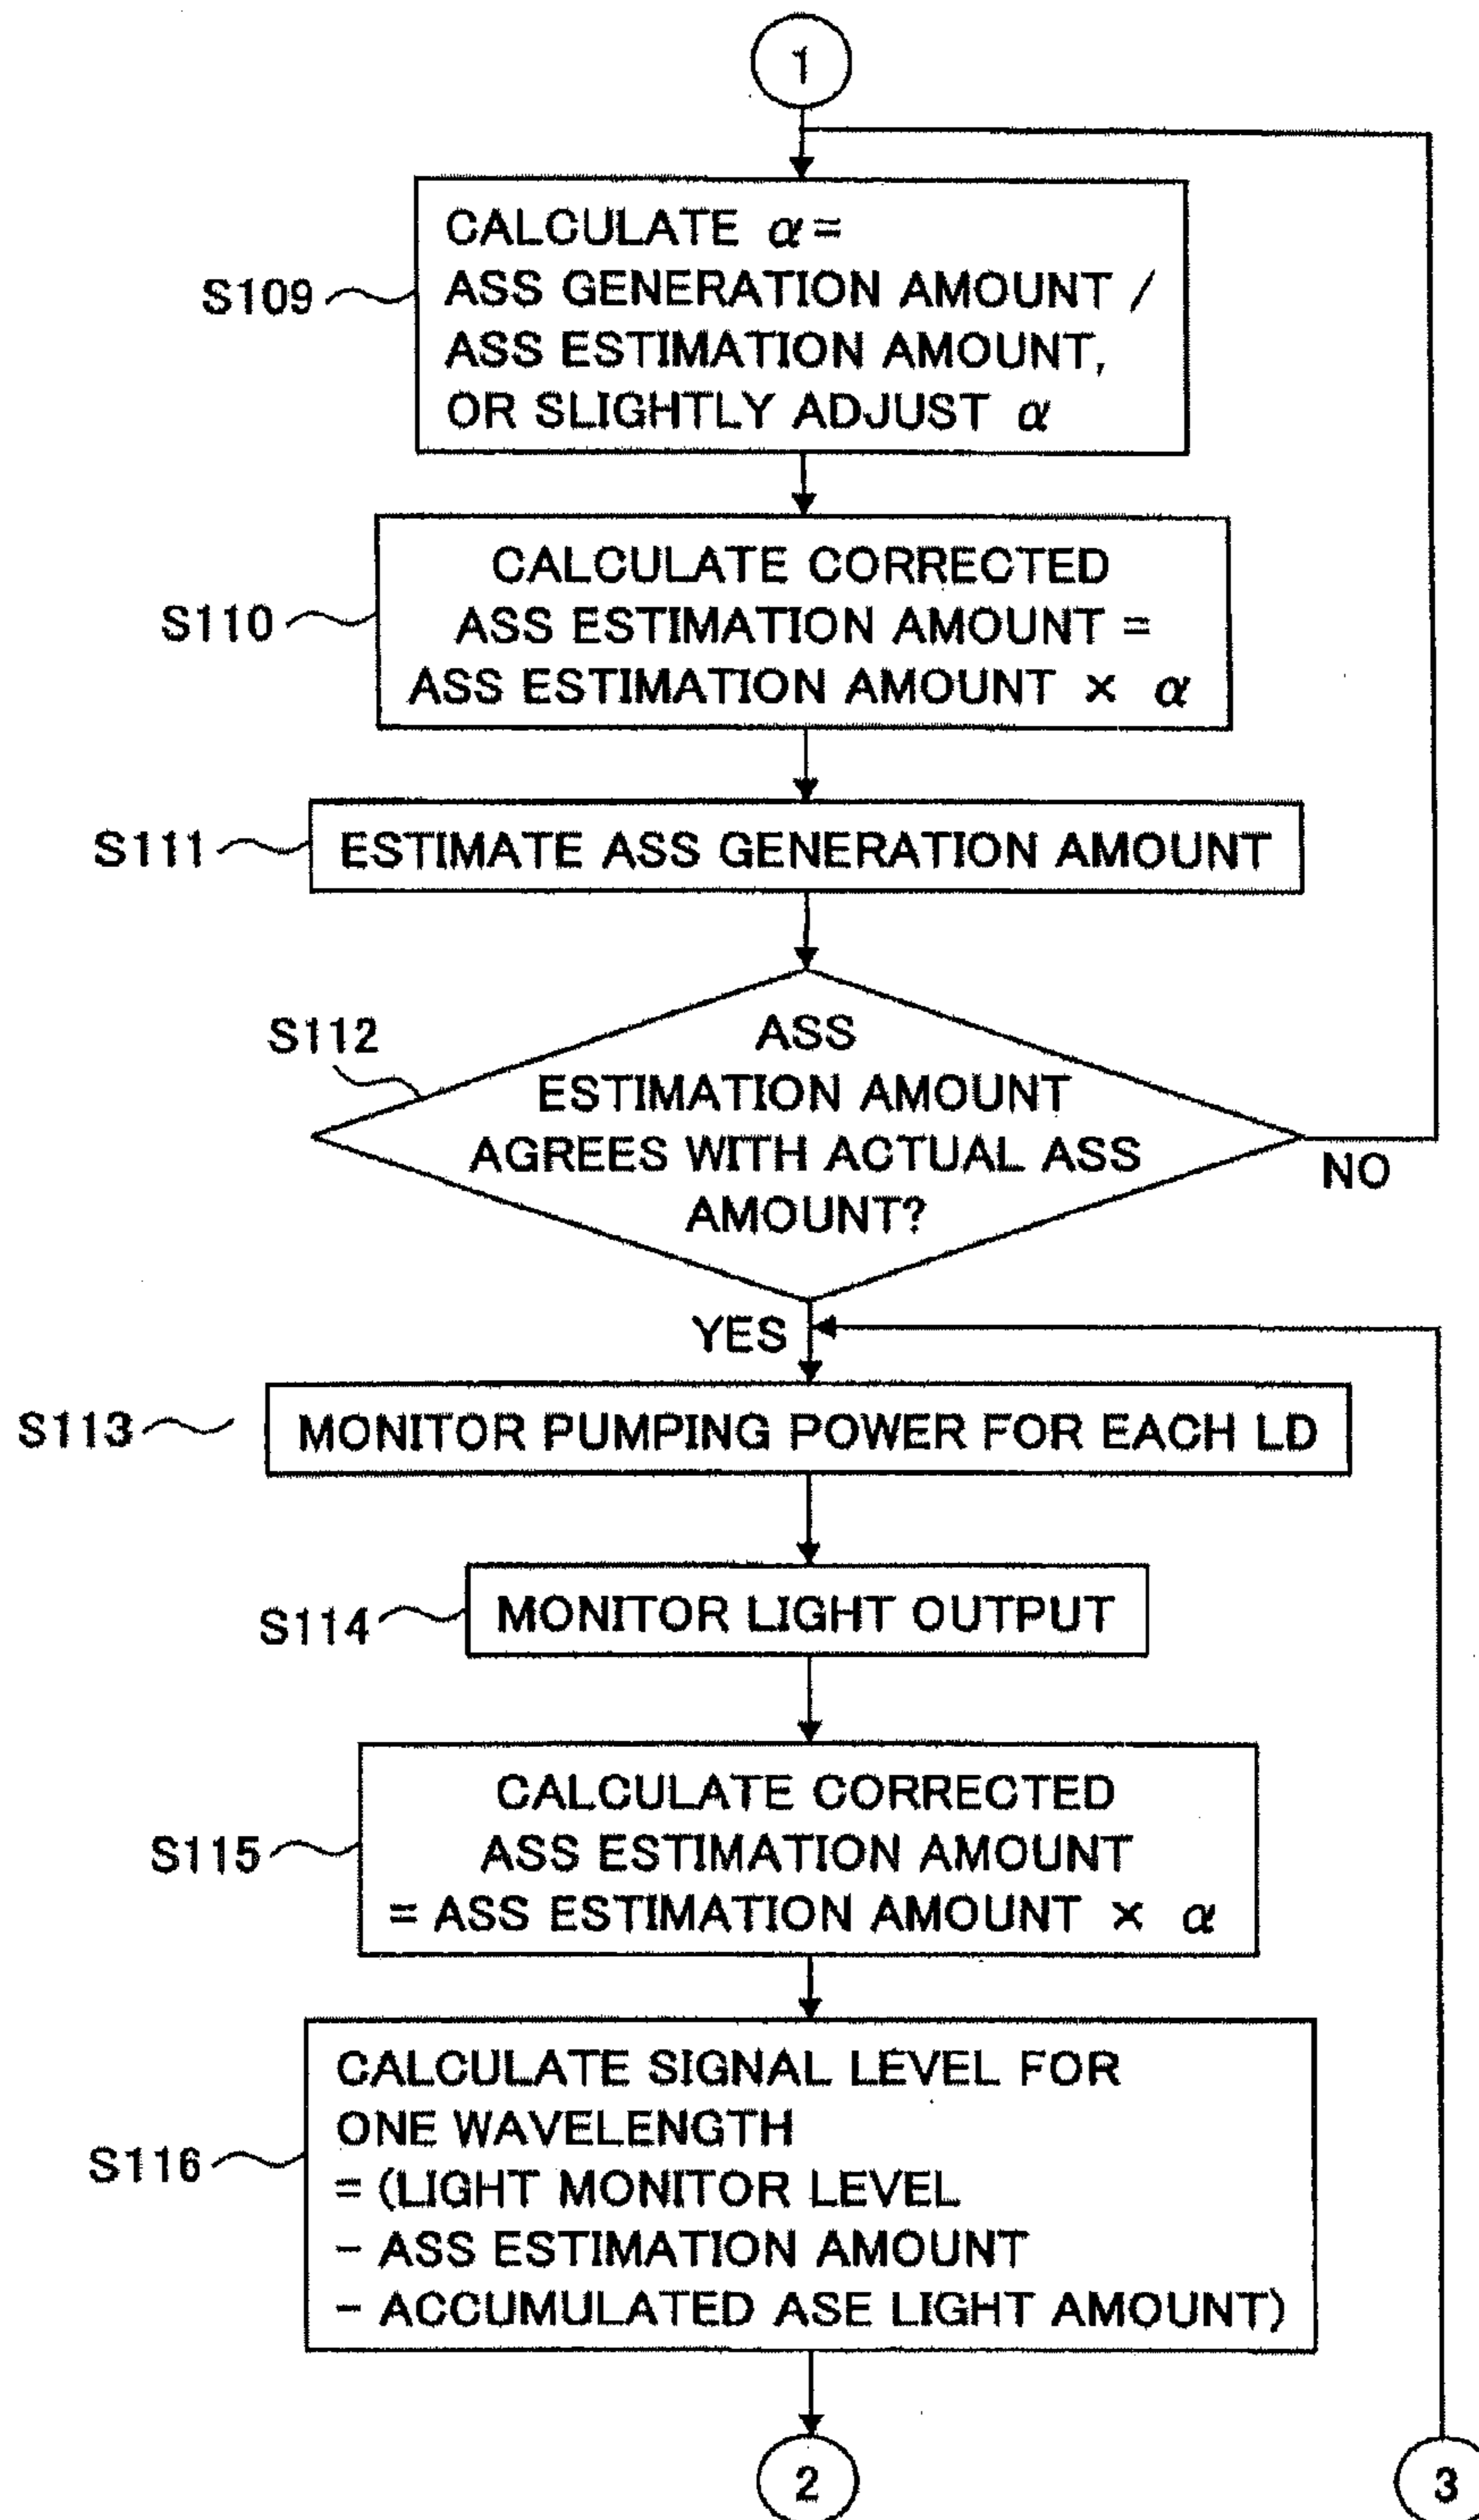 1
CALCULATE α=
ASS GENERATION AMOUNT /
ASS ESTIMATION AMOUNT,
OR SLIGHTLY ADJUST α
S109
CALCULATE CORRECTED
ASS ESTIMATION AMOUNT =
ASS ESTIMATION AMOUNT × α
S110
S111
ESTIMATE ASS GENERATION AMOUNT
S112
ASS
ESTIMATION AMOUNT
AGREES WITH ACTUAL ASS
AMOUNT?
NO
YES
S113
MONITOR PUMPING POWER FOR EACH LD
S114
MONITOR LIGHT OUTPUT
S115
CALCULATE CORRECTED
ASS ESTIMATION AMOUNT
= ASS ESTIMATION AMOUNT × α
S116
CALCULATE SIGNAL LEVEL FOR
ONE WAVELENGTH
= (LIGHT MONITOR LEVEL
- ASS ESTIMATION AMOUNT
- ACCUMULATED ASE LIGHT AMOUNT)
2
3